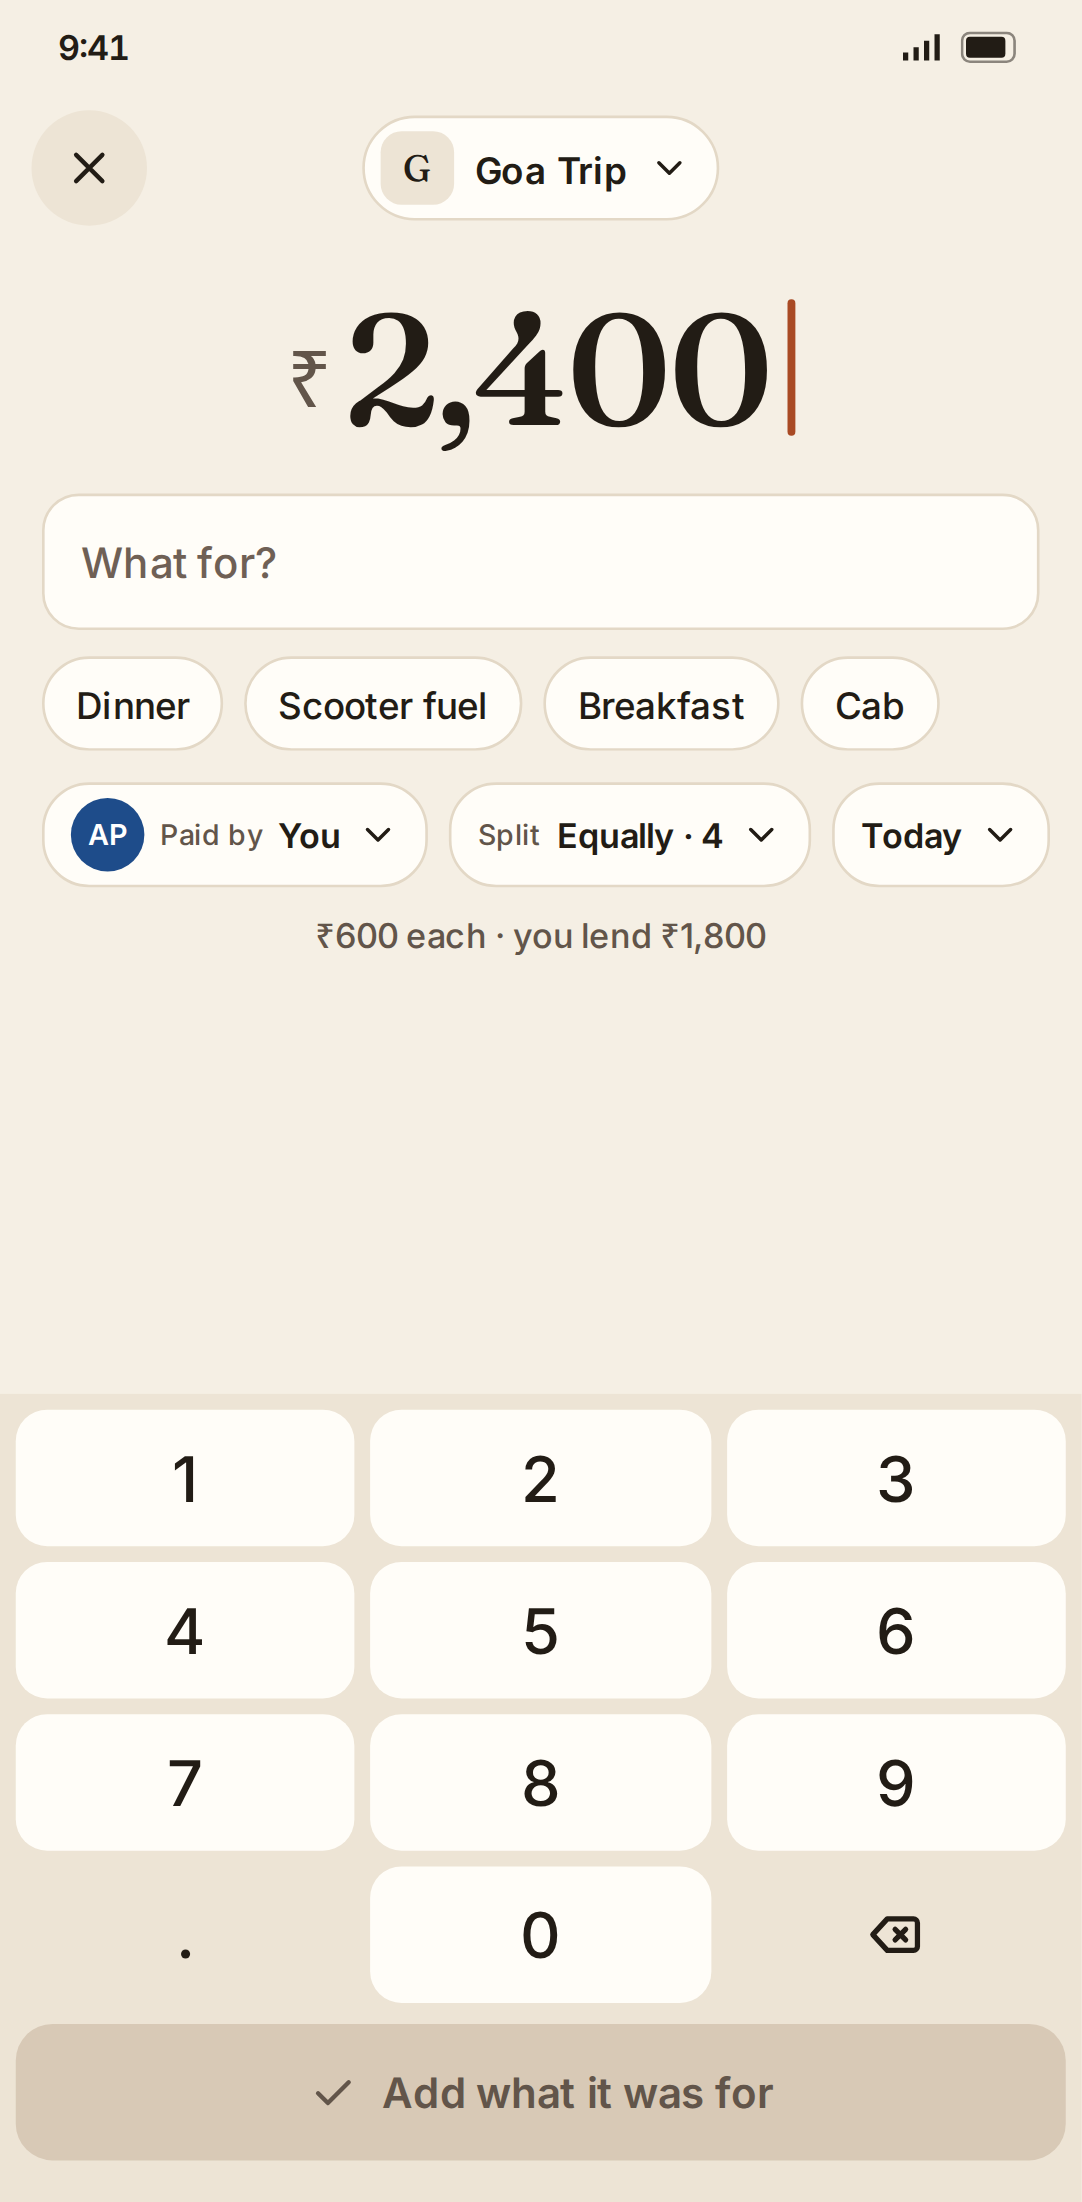 9:41
G Goa Trip
₹2,400
What for?
Dinner Scooter fuel Breakfast Cab
AP Paid by You Split Equally · 4 Today
₹600 each · you lend ₹1,800
1 2 3
4 5 6
7 8 9
. 0
Add what it was for